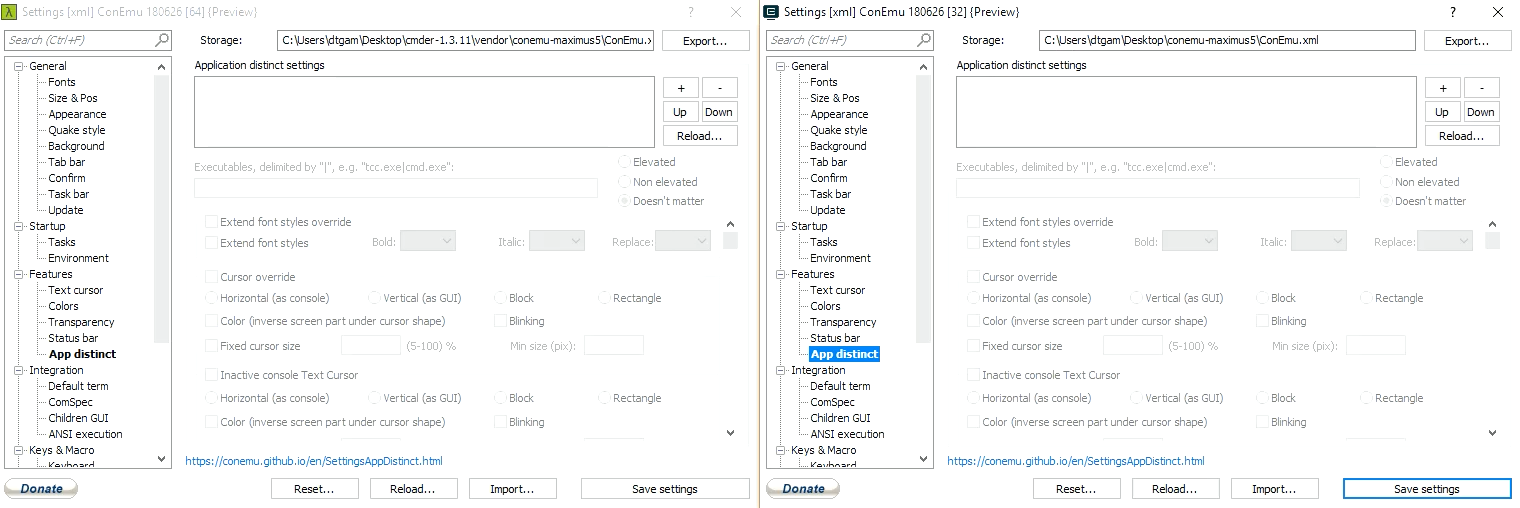 Settings [xml] ConEmu 180626 [64] {Preview}
Search (Ctrl+F)
Storage:
C:\Users\dtgam\Desktop\cmder-1.3.11\vendor\conemu-maximus5\ConEmu.x
Export...
General
Fonts
Size & Pos
Appearance
Quake style
Background
Tab bar
Confirm
Task bar
Update
Startup
Tasks
Environment
Features
Text cursor
Colors
Transparency
Status bar
App distinct
Integration
Default term
ComSpec
Children GUI
ANSI execution
Keys & Macro
Keyboard
Application distinct settings
+ -
Up Down
Reload...
Executables, delimited by "|", e.g. "tcc.exe|cmd.exe":
Elevated
Non elevated
Doesn't matter
Extend font styles override
Extend font styles Bold: Italic: Replace:
Cursor override
Horizontal (as console) Vertical (as GUI) Block Rectangle
Color (inverse screen part under cursor shape) Blinking
Fixed cursor size (5-100) % Min size (pix):
Inactive console Text Cursor
Horizontal (as console) Vertical (as GUI) Block Rectangle
Color (inverse screen part under cursor shape) Blinking
https://conemu.github.io/en/SettingsAppDistinct.html
Donate Reset... Reload... Import... Save settings
Settings [xml] ConEmu 180626 [32] {Preview}
Search (Ctrl+F)
Storage:
C:\Users\dtgam\Desktop\conemu-maximus5\ConEmu.xml
Export...
General
Fonts
Size & Pos
Appearance
Quake style
Background
Tab bar
Confirm
Task bar
Update
Startup
Tasks
Environment
Features
Text cursor
Colors
Transparency
Status bar
App distinct
Integration
Default term
ComSpec
Children GUI
ANSI execution
Keys & Macro
Keyboard
Application distinct settings
+ -
Up Down
Reload...
Executables, delimited by "|", e.g. "tcc.exe|cmd.exe":
Elevated
Non elevated
Doesn't matter
Extend font styles override
Extend font styles Bold: Italic: Replace:
Cursor override
Horizontal (as console) Vertical (as GUI) Block Rectangle
Color (inverse screen part under cursor shape) Blinking
Fixed cursor size (5-100) % Min size (pix):
Inactive console Text Cursor
Horizontal (as console) Vertical (as GUI) Block Rectangle
Color (inverse screen part under cursor shape) Blinking
https://conemu.github.io/en/SettingsAppDistinct.html
Donate Reset... Reload... Import... Save settings